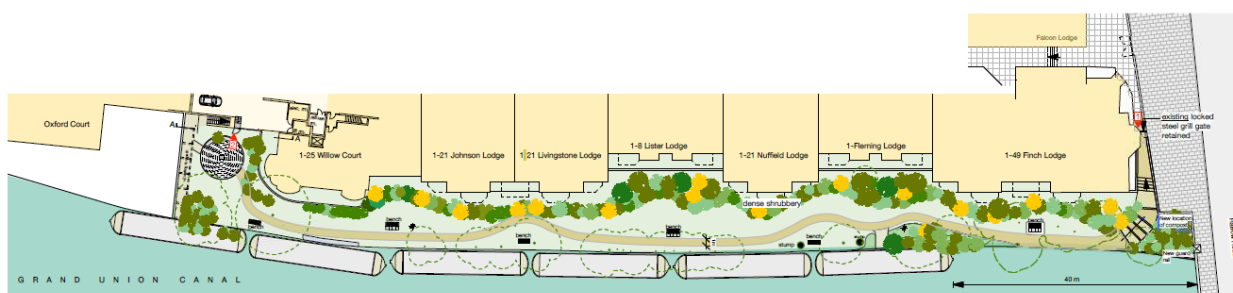 Falcon Lodge
existing locked
steel grill gate
retained
Oxford Court
A
A
1-25 Willow Court
1-21 Johnson Lodge
1-21 Livingstone Lodge
1-8 Lister Lodge
1-21 Nuffield Lodge
1-Fleming Lodge
1-49 Finch Lodge
dense shrubbery
New location
of compost
bench
bench
bench
bench
bench
bench
stump
New guard
rail
40 m
GRAND UNION CANAL